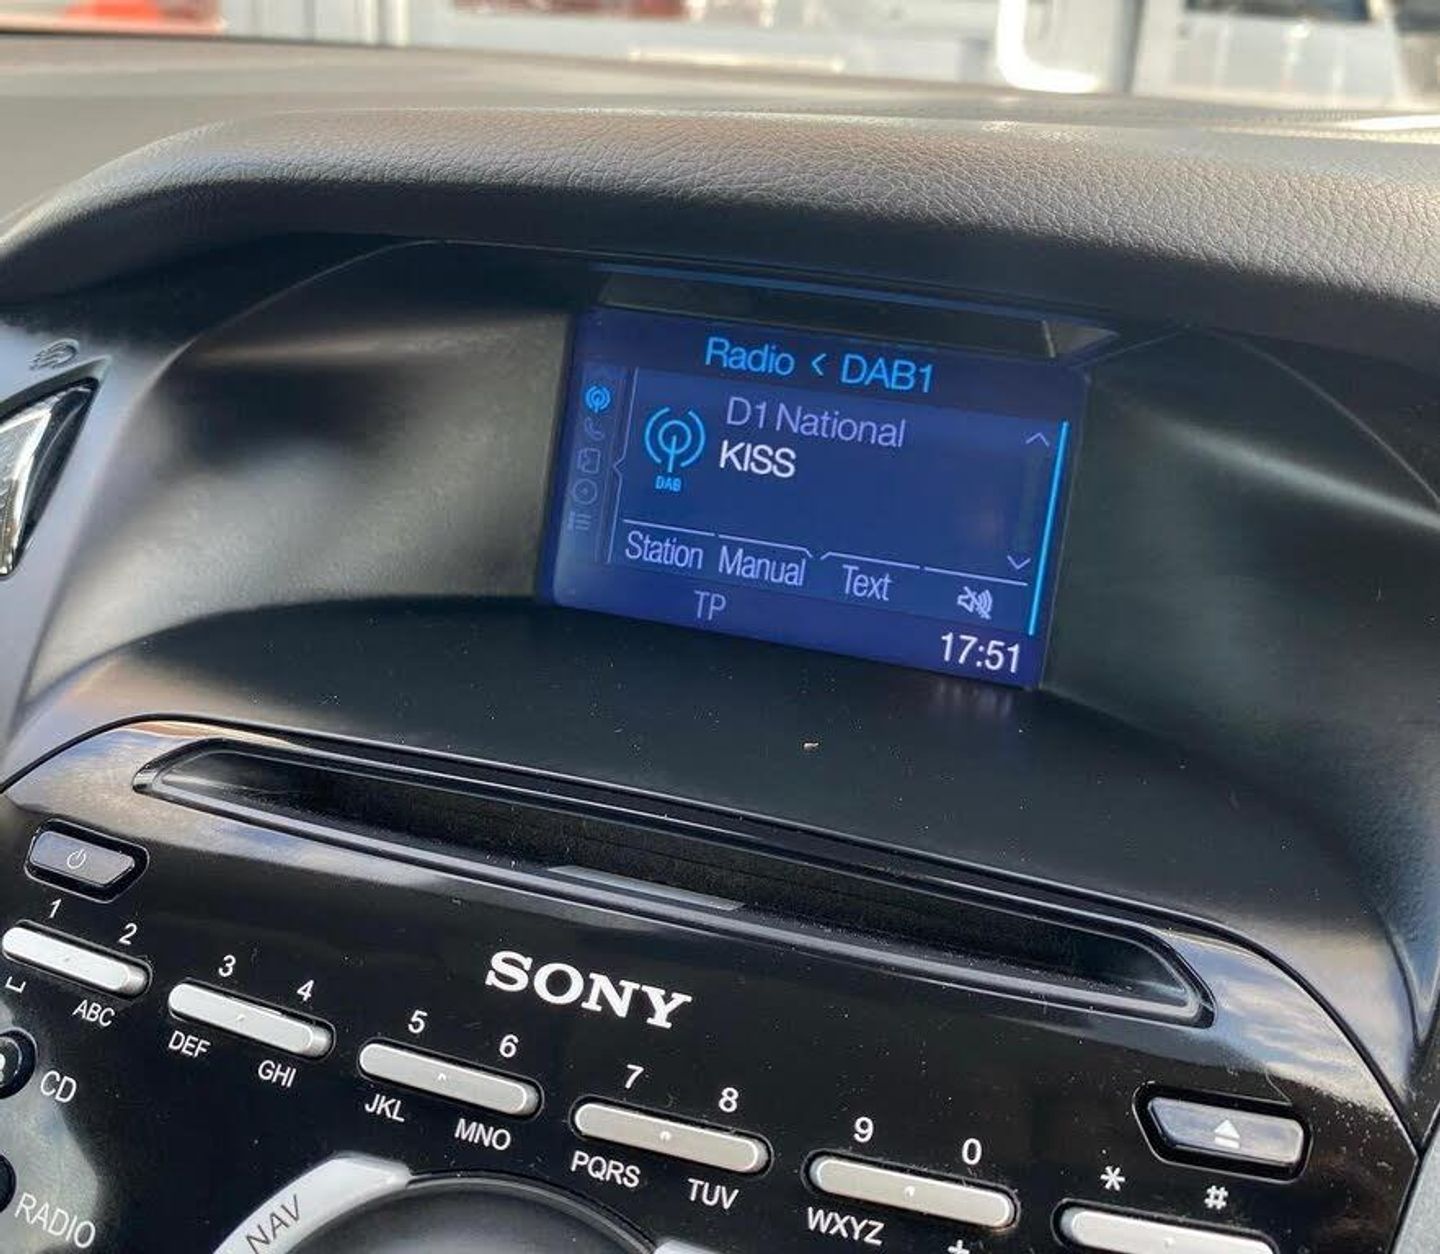 Radio < DAB1
D1 National
KISS
DAB
Station Manual Text
TP
17:51
SONY
1 2
ABC
3 4
DEF GHI
5 6
JKL MNO
7 8
PQRS TUV
9 0
WXYZ +
* #
CD
RADIO
NAV